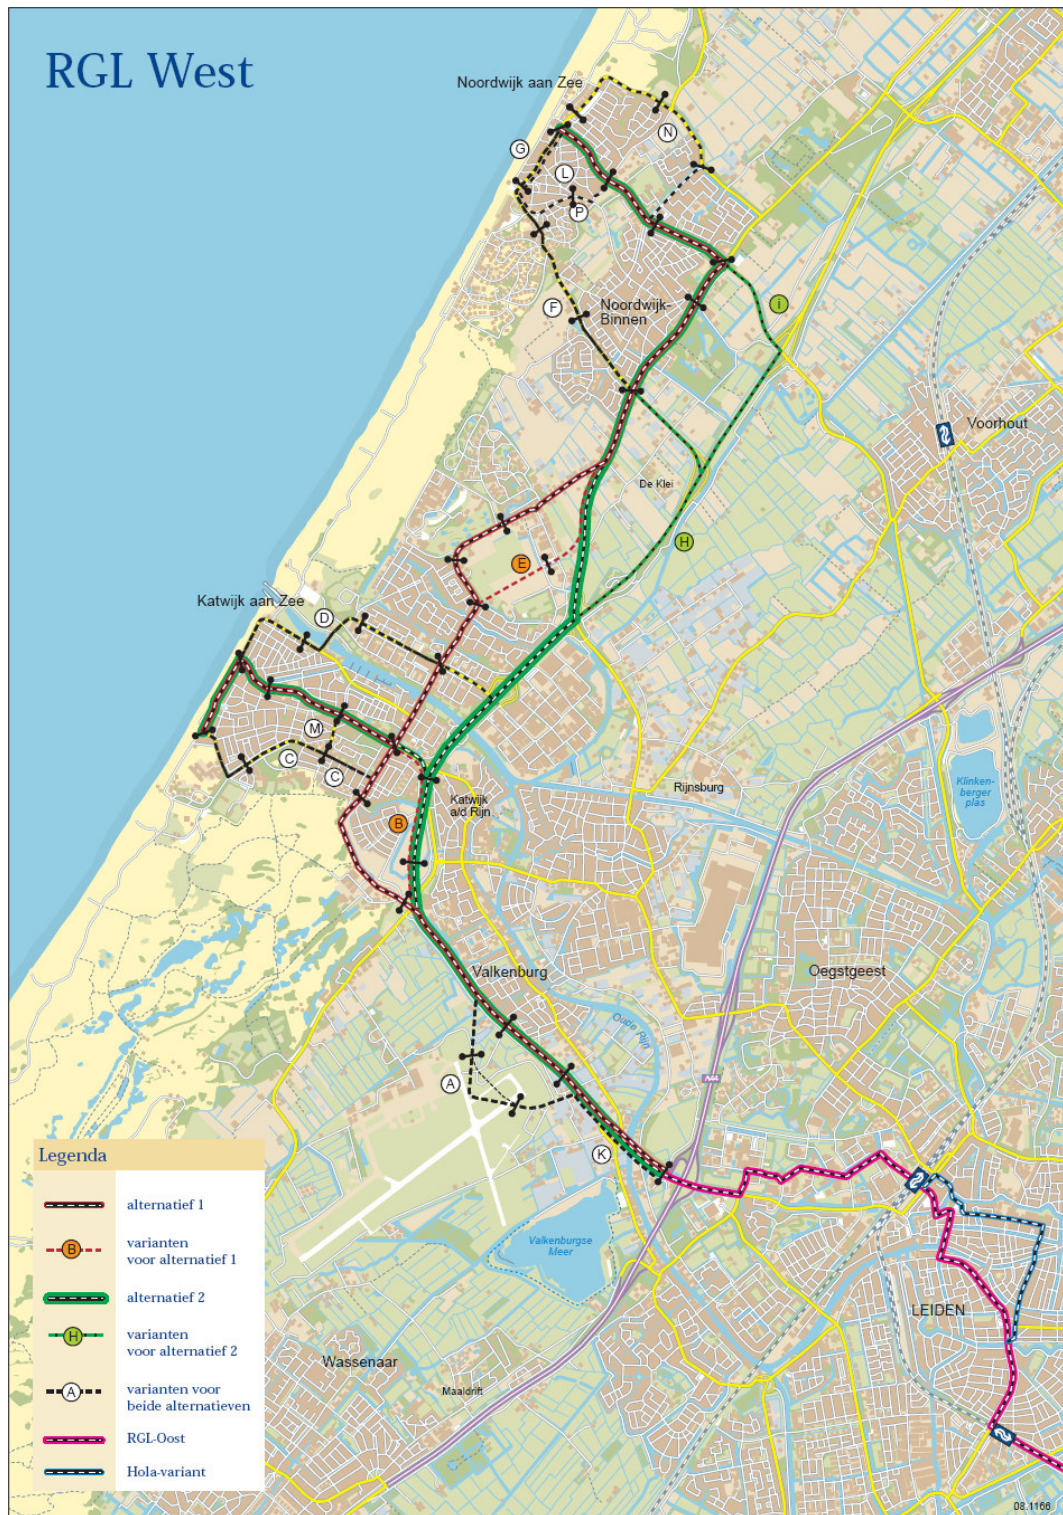 RGL West
Noordwijk aan Zee
N
G
L
P
i
F
Noordwijk-
Binnen
Voorhout
De Klei
H
E
Katwijk aan Zee
D
M
C
C
Katwijk
a/d Rijn
Rijnsburg
Klinken-
berger
plas
B
Valkenburg
Oegstgeest
Oude Rijn
A44
A
K
Valkenburgse
Meer
LEIDEN
Wassenaar
Maaldrift
Legenda
alternatief 1
B
varianten
voor alternatief 1
alternatief 2
H
varianten
voor alternatief 2
A
varianten voor
beide alternatieven
RGL-Oost
Hola-variant
08.1166